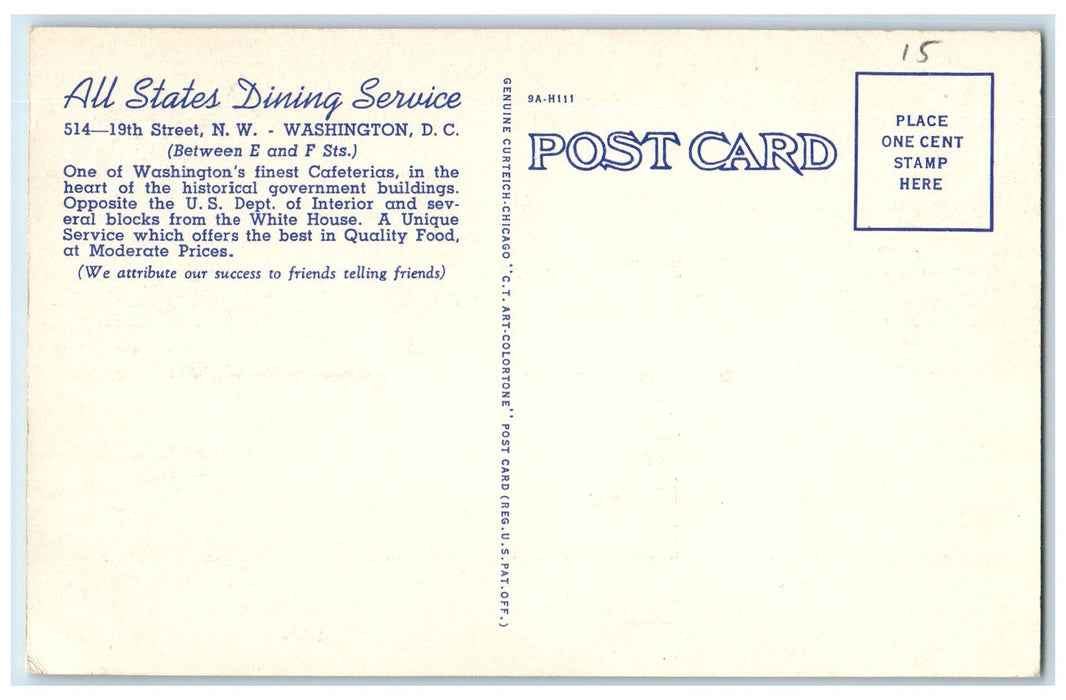 All States Dining Service
514—19th Street, N. W. - WASHINGTON, D. C.
(Between E and F Sts.)
One of Washington's finest Cafeterias, in the
heart of the historical government buildings.
Opposite the U. S. Dept. of Interior and sev-
eral blocks from the White House. A Unique
Service which offers the best in Quality Food,
at Moderate Prices.
(We attribute our success to friends telling friends)
GENUINE CURTEICH-CHICAGO "C.T. ART-COLORTONE" POST CARD (REG. U.S. PAT. OFF.)
9A-H111
POST CARD
15
PLACE
ONE CENT
STAMP
HERE